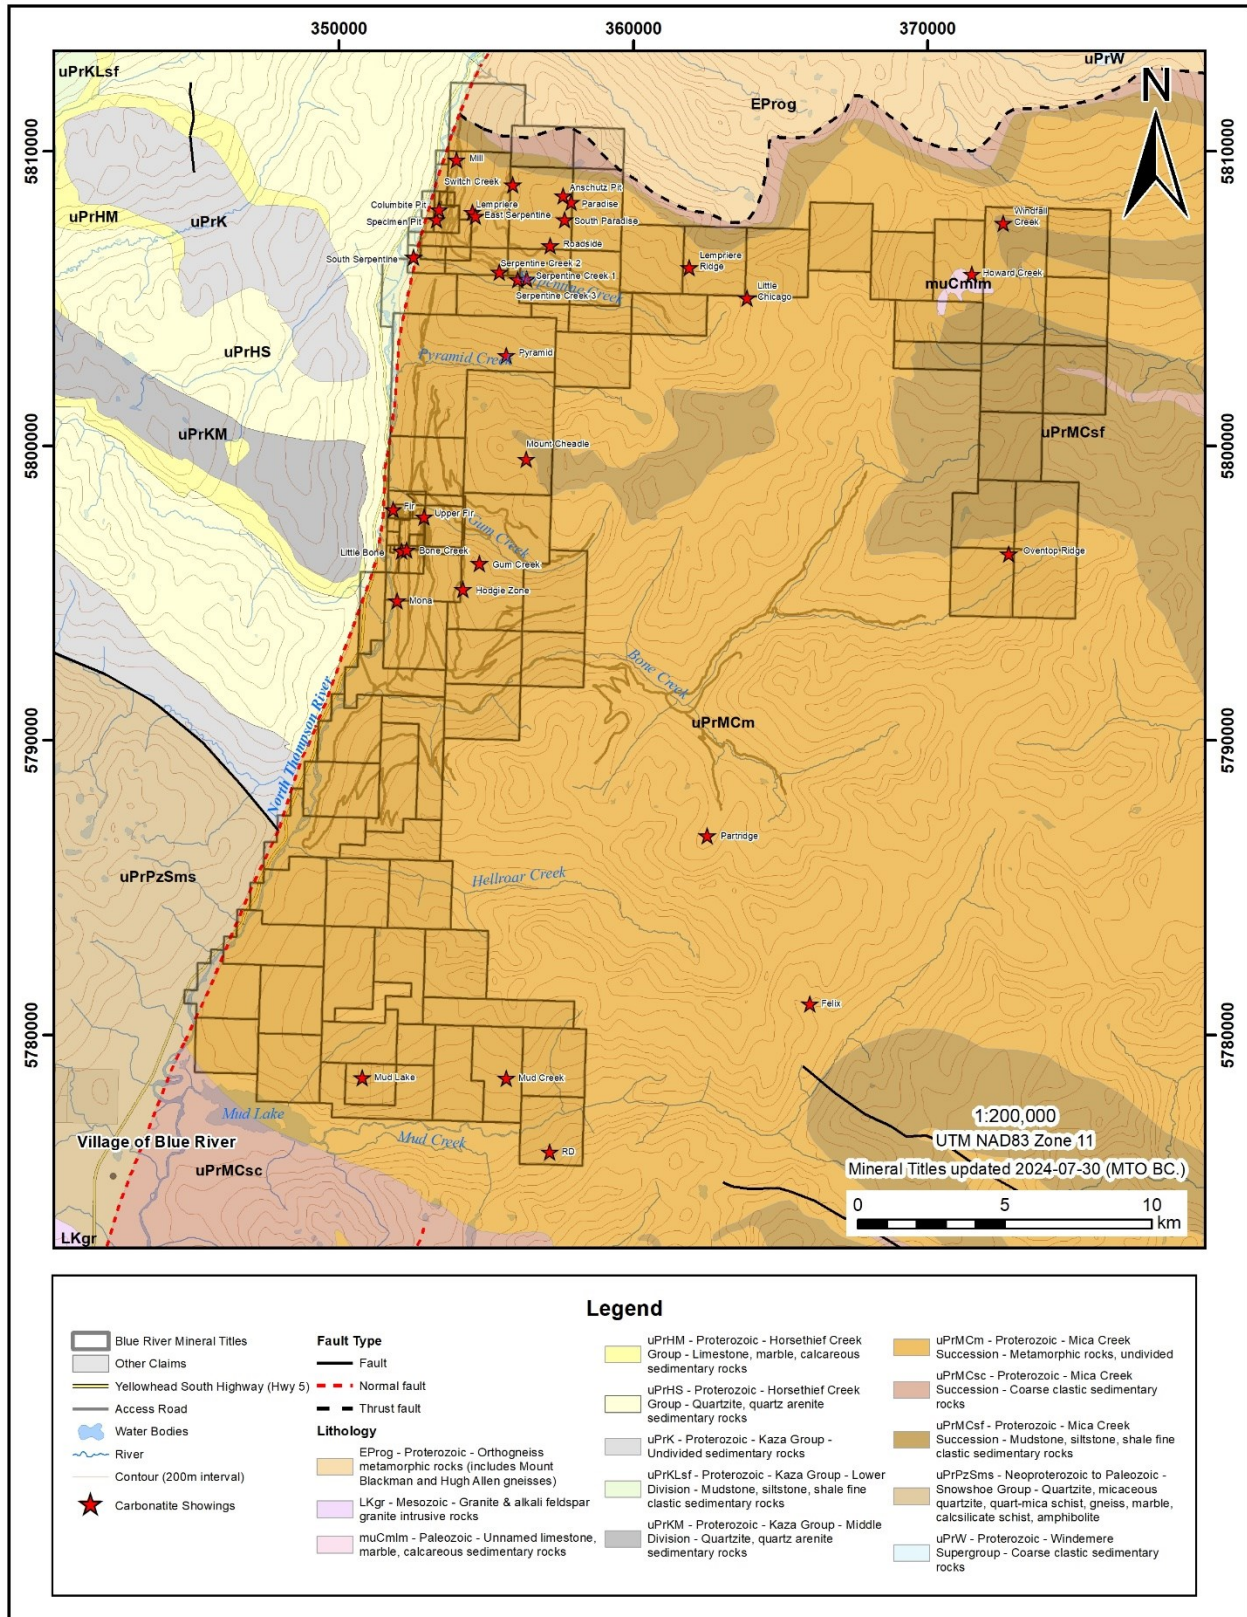 350000
360000
370000
uPrKLsf
uPrW
N
EProg
5810000
5810000
Mill
Switch Creek
Anschutz Pit
Paradise
Columbite Pit
Lempriere
Windfall
Creek
uPrHM
uPrK
Specimen Pit
East Serpentine
South Paradise
Roadside
South Serpentine
Lempriere
Ridge
Serpentine Creek 2
Serpentine Creek 1
Serpentine Creek
Serpentine Creek 3
Little
Chicago
Howard Creek
muCmlm
uPrHS
Pyramid Creek
Pyramid
uPrKM
uPrMCsf
5800000
5800000
Mount Cheadle
Fir
Upper Fir
Gum Creek
Little Bone
Bone Creek
Gum Creek
Oventop Ridge
Hodgie Zone
Mona
Bone Creek
North Thompson River
uPrMCm
5790000
5790000
Partridge
uPrPzSms
Hellroar Creek
Felix
5780000
5780000
Mud Lake
Mud Creek
Mud Lake
Mud Creek
RD
Village of Blue River
uPrMCsc
LKgr
1:200,000
UTM NAD83 Zone 11
Mineral Titles updated 2024-07-30 (MTO BC.)
0 5 10
km
Legend
Blue River Mineral Titles
Other Claims
Yellowhead South Highway (Hwy 5)
Access Road
Water Bodies
River
Contour (200m interval)
Carbonatite Showings
Fault Type
Fault
Normal fault
Thrust fault
Lithology
EProg - Proterozoic - Orthogneiss
metamorphic rocks (includes Mount
Blackman and Hugh Allen gneisses)
LKgr - Mesozoic - Granite & alkali feldspar
granite intrusive rocks
muCmlm - Paleozoic - Unnamed limestone,
marble, calcareous sedimentary rocks
uPrHM - Proterozoic - Horsethief Creek
Group - Limestone, marble, calcareous
sedimentary rocks
uPrHS - Proterozoic - Horsethief Creek
Group - Quartzite, quartz arenite
sedimentary rocks
uPrK - Proterozoic - Kaza Group -
Undivided sedimentary rocks
uPrKLsf - Proterozoic - Kaza Group - Lower
Division - Mudstone, siltstone, shale fine
clastic sedimentary rocks
uPrKM - Proterozoic - Kaza Group - Middle
Division - Quartzite, quartz arenite
sedimentary rocks
uPrMCm - Proterozoic - Mica Creek
Succession - Metamorphic rocks, undivided
uPrMCsc - Proterozoic - Mica Creek
Succession - Coarse clastic sedimentary
rocks
uPrMCsf - Proterozoic - Mica Creek
Succession - Mudstone, siltstone, shale fine
clastic sedimentary rocks
uPrPzSms - Neoproterozoic to Paleozoic -
Snowshoe Group - Quartzite, micaceous
quartzite, quart-mica schist, gneiss, marble,
calcsilicate schist, amphibolite
uPrW - Proterozoic - Windemere
Supergroup - Coarse clastic sedimentary
rocks